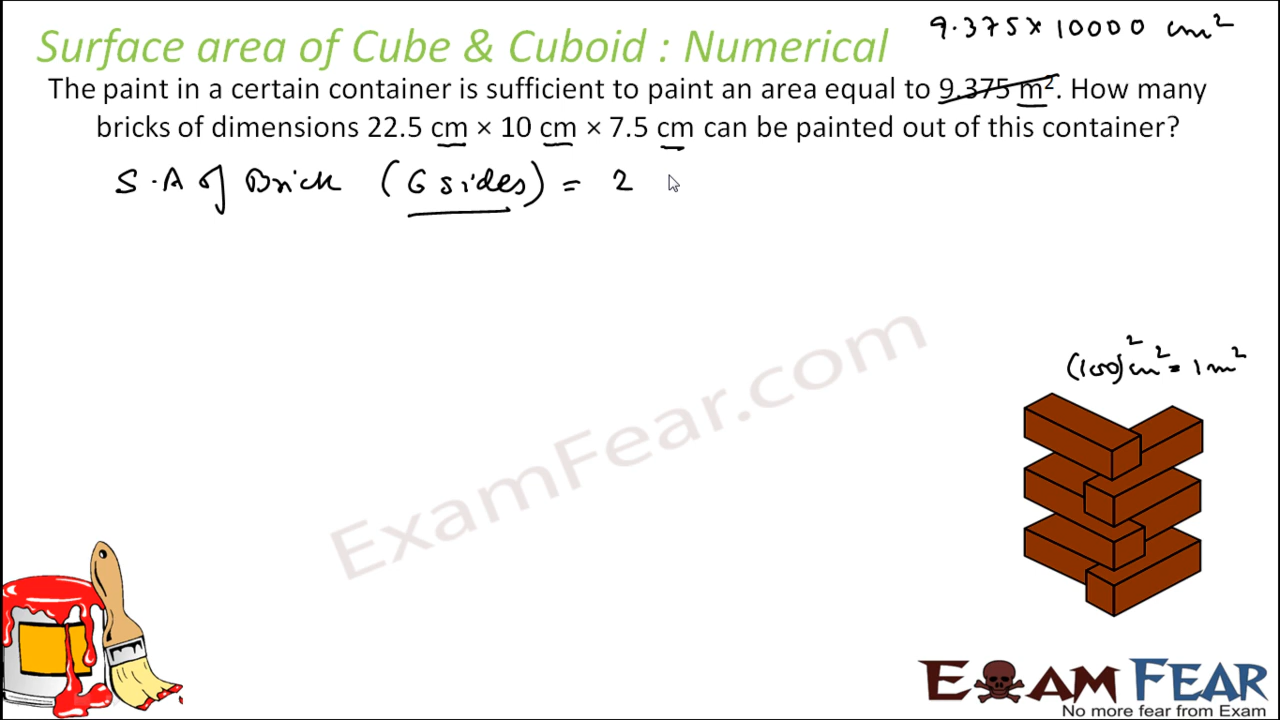 9.375 × 10000 cm²
Surface area of Cube & Cuboid : Numerical
The paint in a certain container is sufficient to paint an area equal to 9.375 m². How many
bricks of dimensions 22.5 cm × 10 cm × 7.5 cm can be painted out of this container?
S.A of Brick (6 sides) = 2
ExamFear.com
(100)² cm² = 1 m²
EXAM FEAR
No more fear from Exam